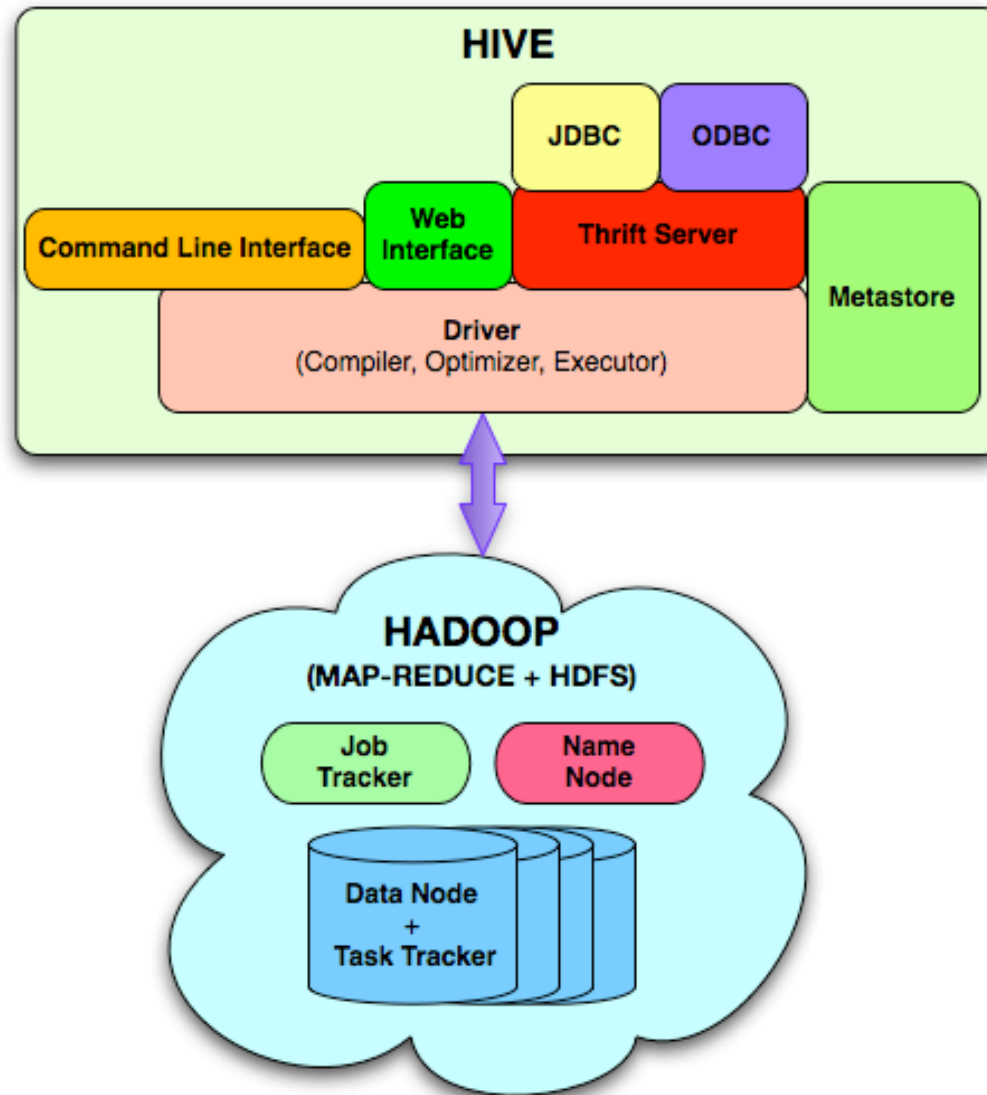 HIVE
JDBC
ODBC
Command Line Interface
Web
Interface
Thrift Server
Metastore
Driver
(Compiler, Optimizer, Executor)
HADOOP
(MAP-REDUCE + HDFS)
Job
Tracker
Name
Node
Data Node
+
Task Tracker